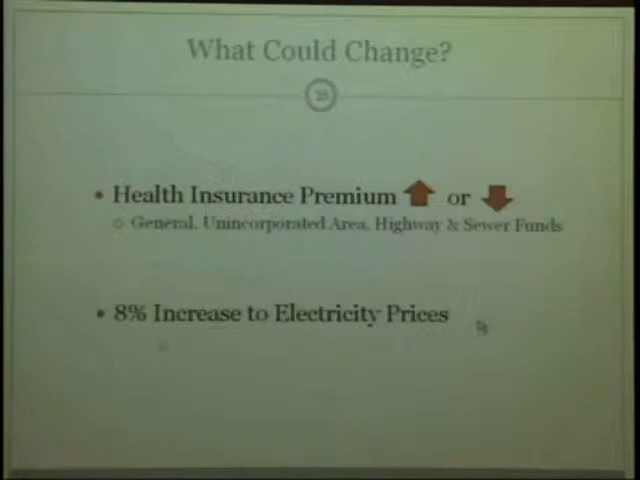 What Could Change?
• Health Insurance Premium or
○ General, Unincorporated Area, Highway & Sewer Funds
• 8% Increase to Electricity Prices